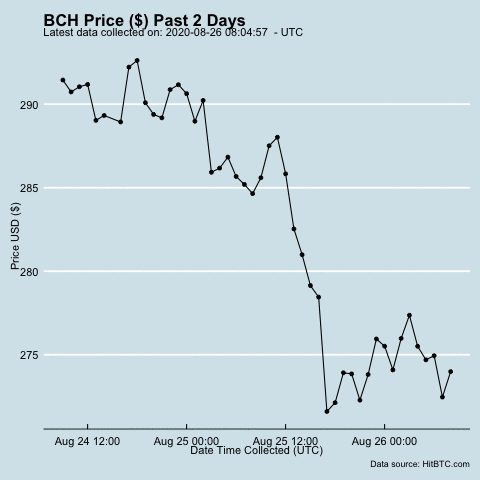 BCH Price ($) Past 2 Days
Latest data collected on: 2020-08-26 08:04:57 - UTC
Price USD ($)
290
285
280
275
Aug 24 12:00 Aug 25 00:00 Aug 25 12:00 Aug 26 00:00
Date Time Collected (UTC)
Data source: HitBTC.com